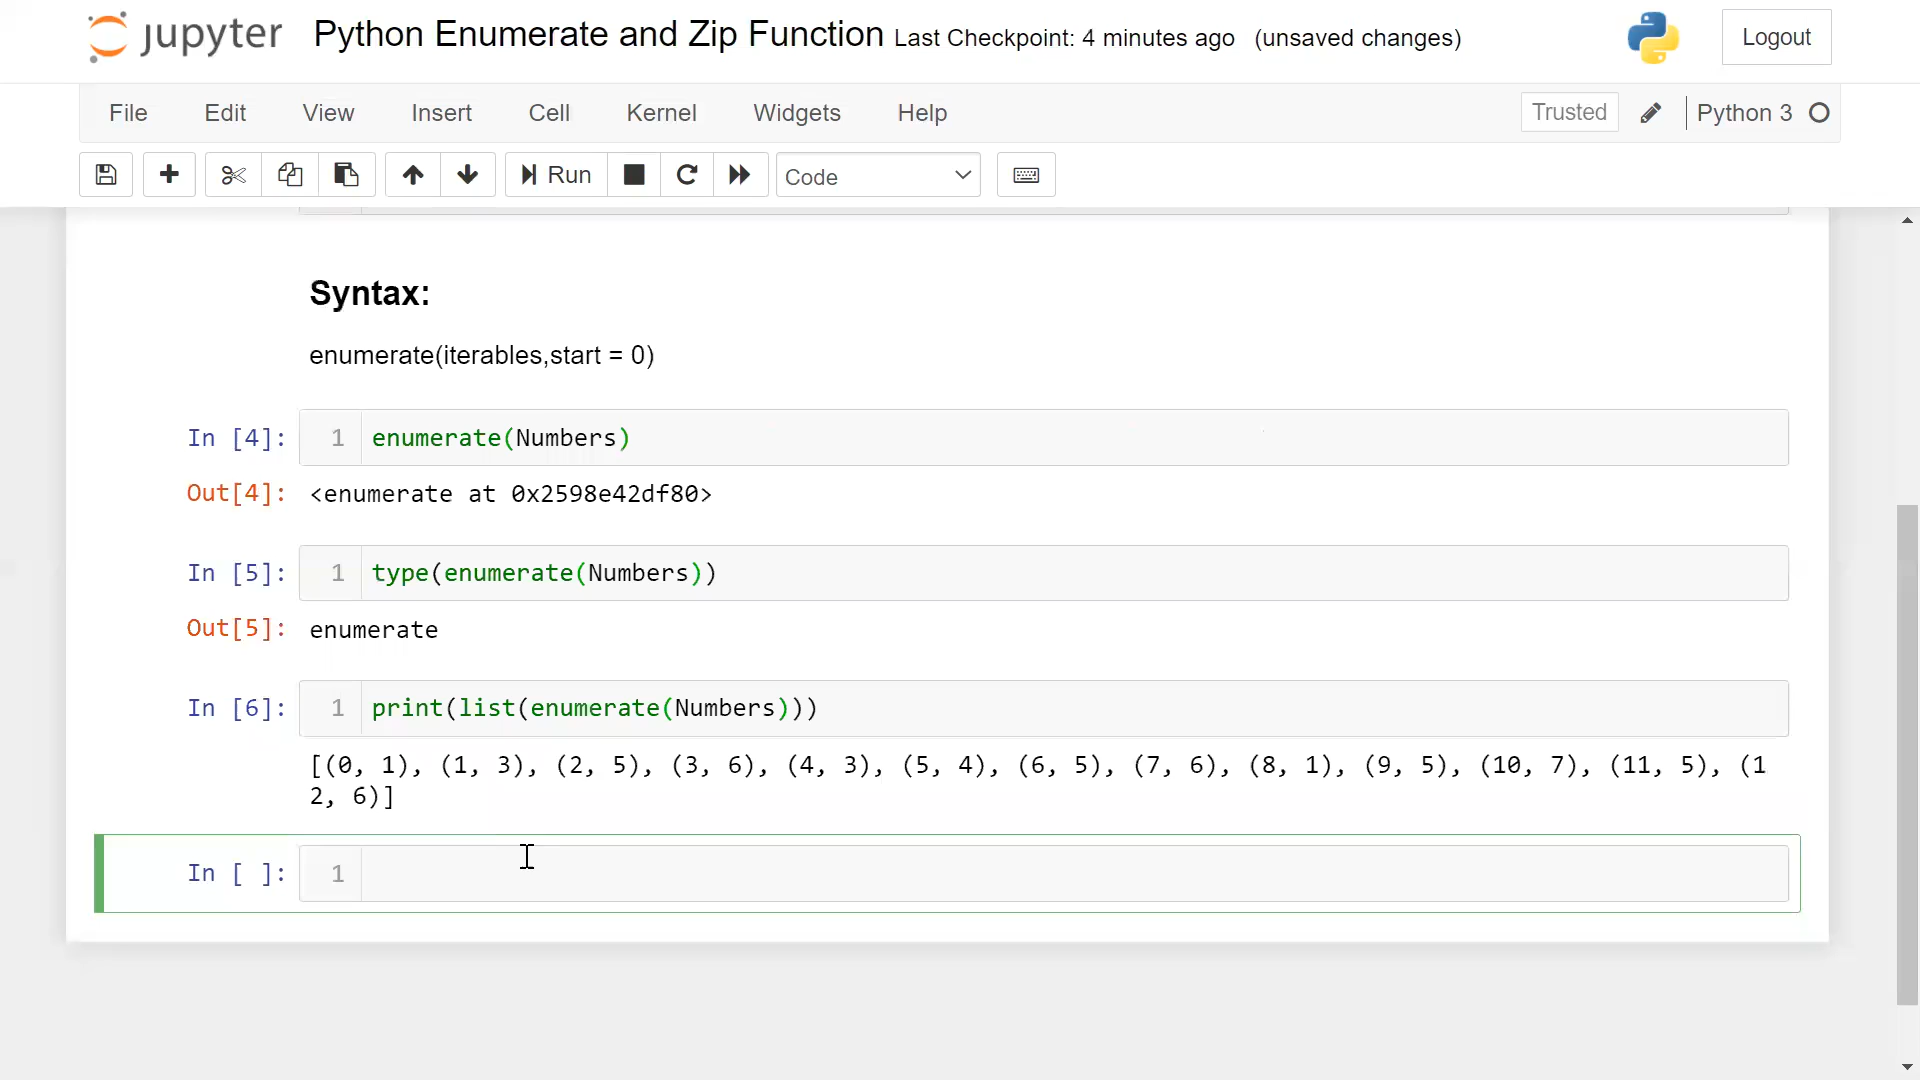 jupyter Python Enumerate and Zip Function Last Checkpoint: 4 minutes ago (unsaved changes) Logout
File Edit View Insert Cell Kernel Widgets Help Trusted Python 3
Run Code
Syntax:
enumerate(iterables,start = 0)
In [4]: 1 enumerate(Numbers)
Out[4]: <enumerate at 0x2598e42df80>
In [5]: 1 type(enumerate(Numbers))
Out[5]: enumerate
In [6]: 1 print(list(enumerate(Numbers)))
[(0, 1), (1, 3), (2, 5), (3, 6), (4, 3), (5, 4), (6, 5), (7, 6), (8, 1), (9, 5), (10, 7), (11, 5), (1
2, 6)]
In [ ]: 1